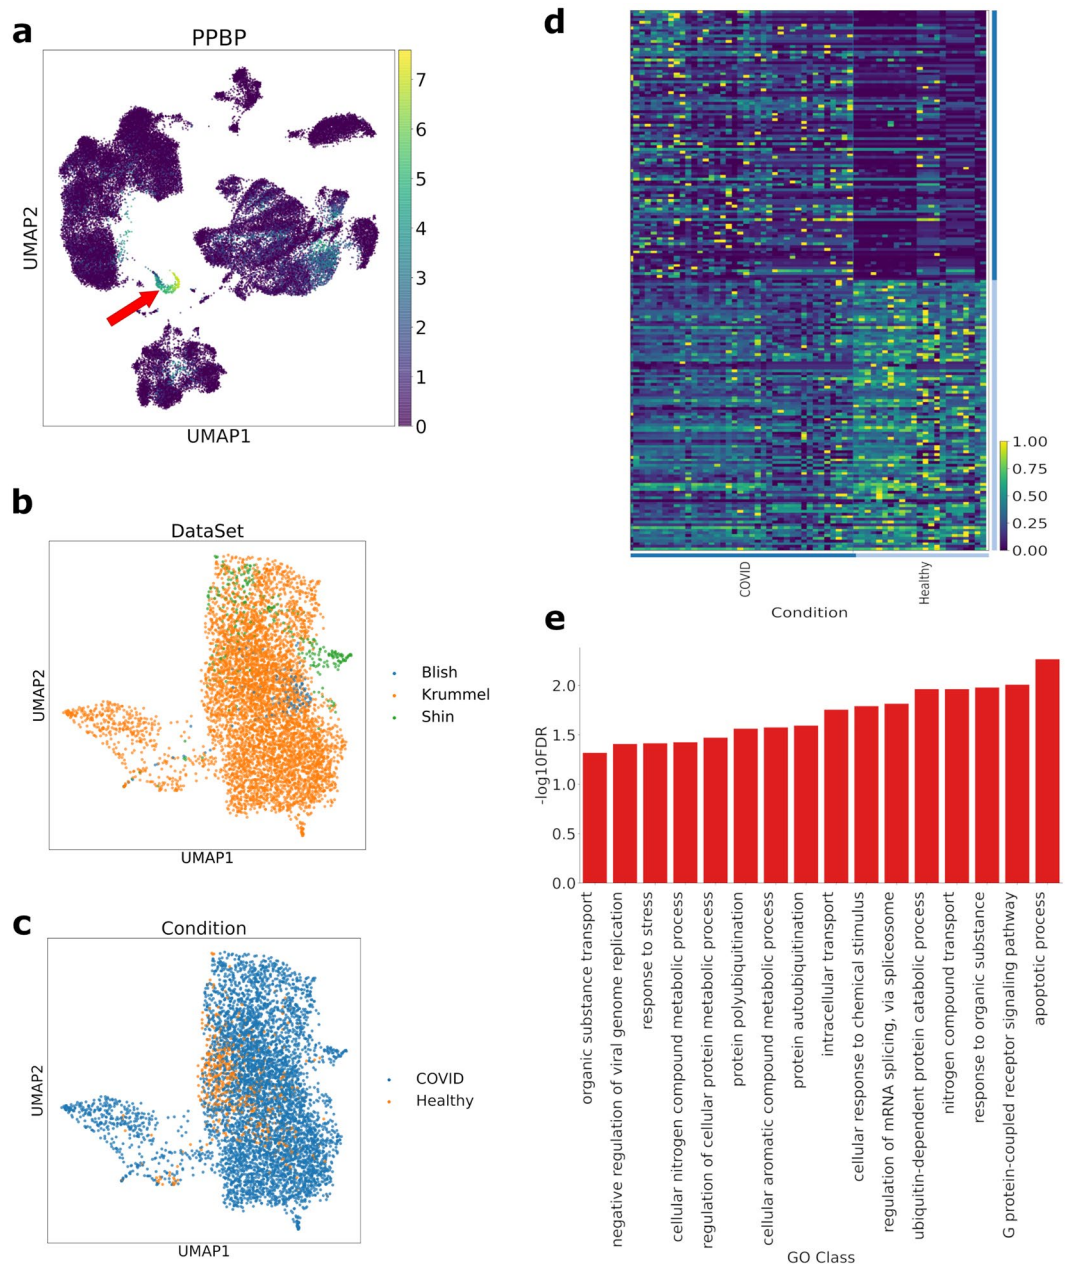 a
PPBP
7
6
5
4
3
2
1
0
UMAP2
UMAP1
b
DataSet
UMAP2
UMAP1
Blish
Krummel
Shin
c
Condition
UMAP2
UMAP1
COVID
Healthy
d
1.00
0.75
0.50
0.25
0.00
COVID
Healthy
Condition
e
-log10FDR
2.0
1.5
1.0
0.5
0.0
organic substance transport
negative regulation of viral genome replication
response to stress
cellular nitrogen compound metabolic process
regulation of cellular protein metabolic process
protein polyubiquitination
cellular aromatic compound metabolic process
protein autoubiquitination
intracellular transport
cellular response to chemical stimulus
regulation of mRNA splicing, via spliceosome
ubiquitin-dependent protein catabolic process
nitrogen compound transport
response to organic substance
G protein-coupled receptor signaling pathway
apoptotic process
GO Class